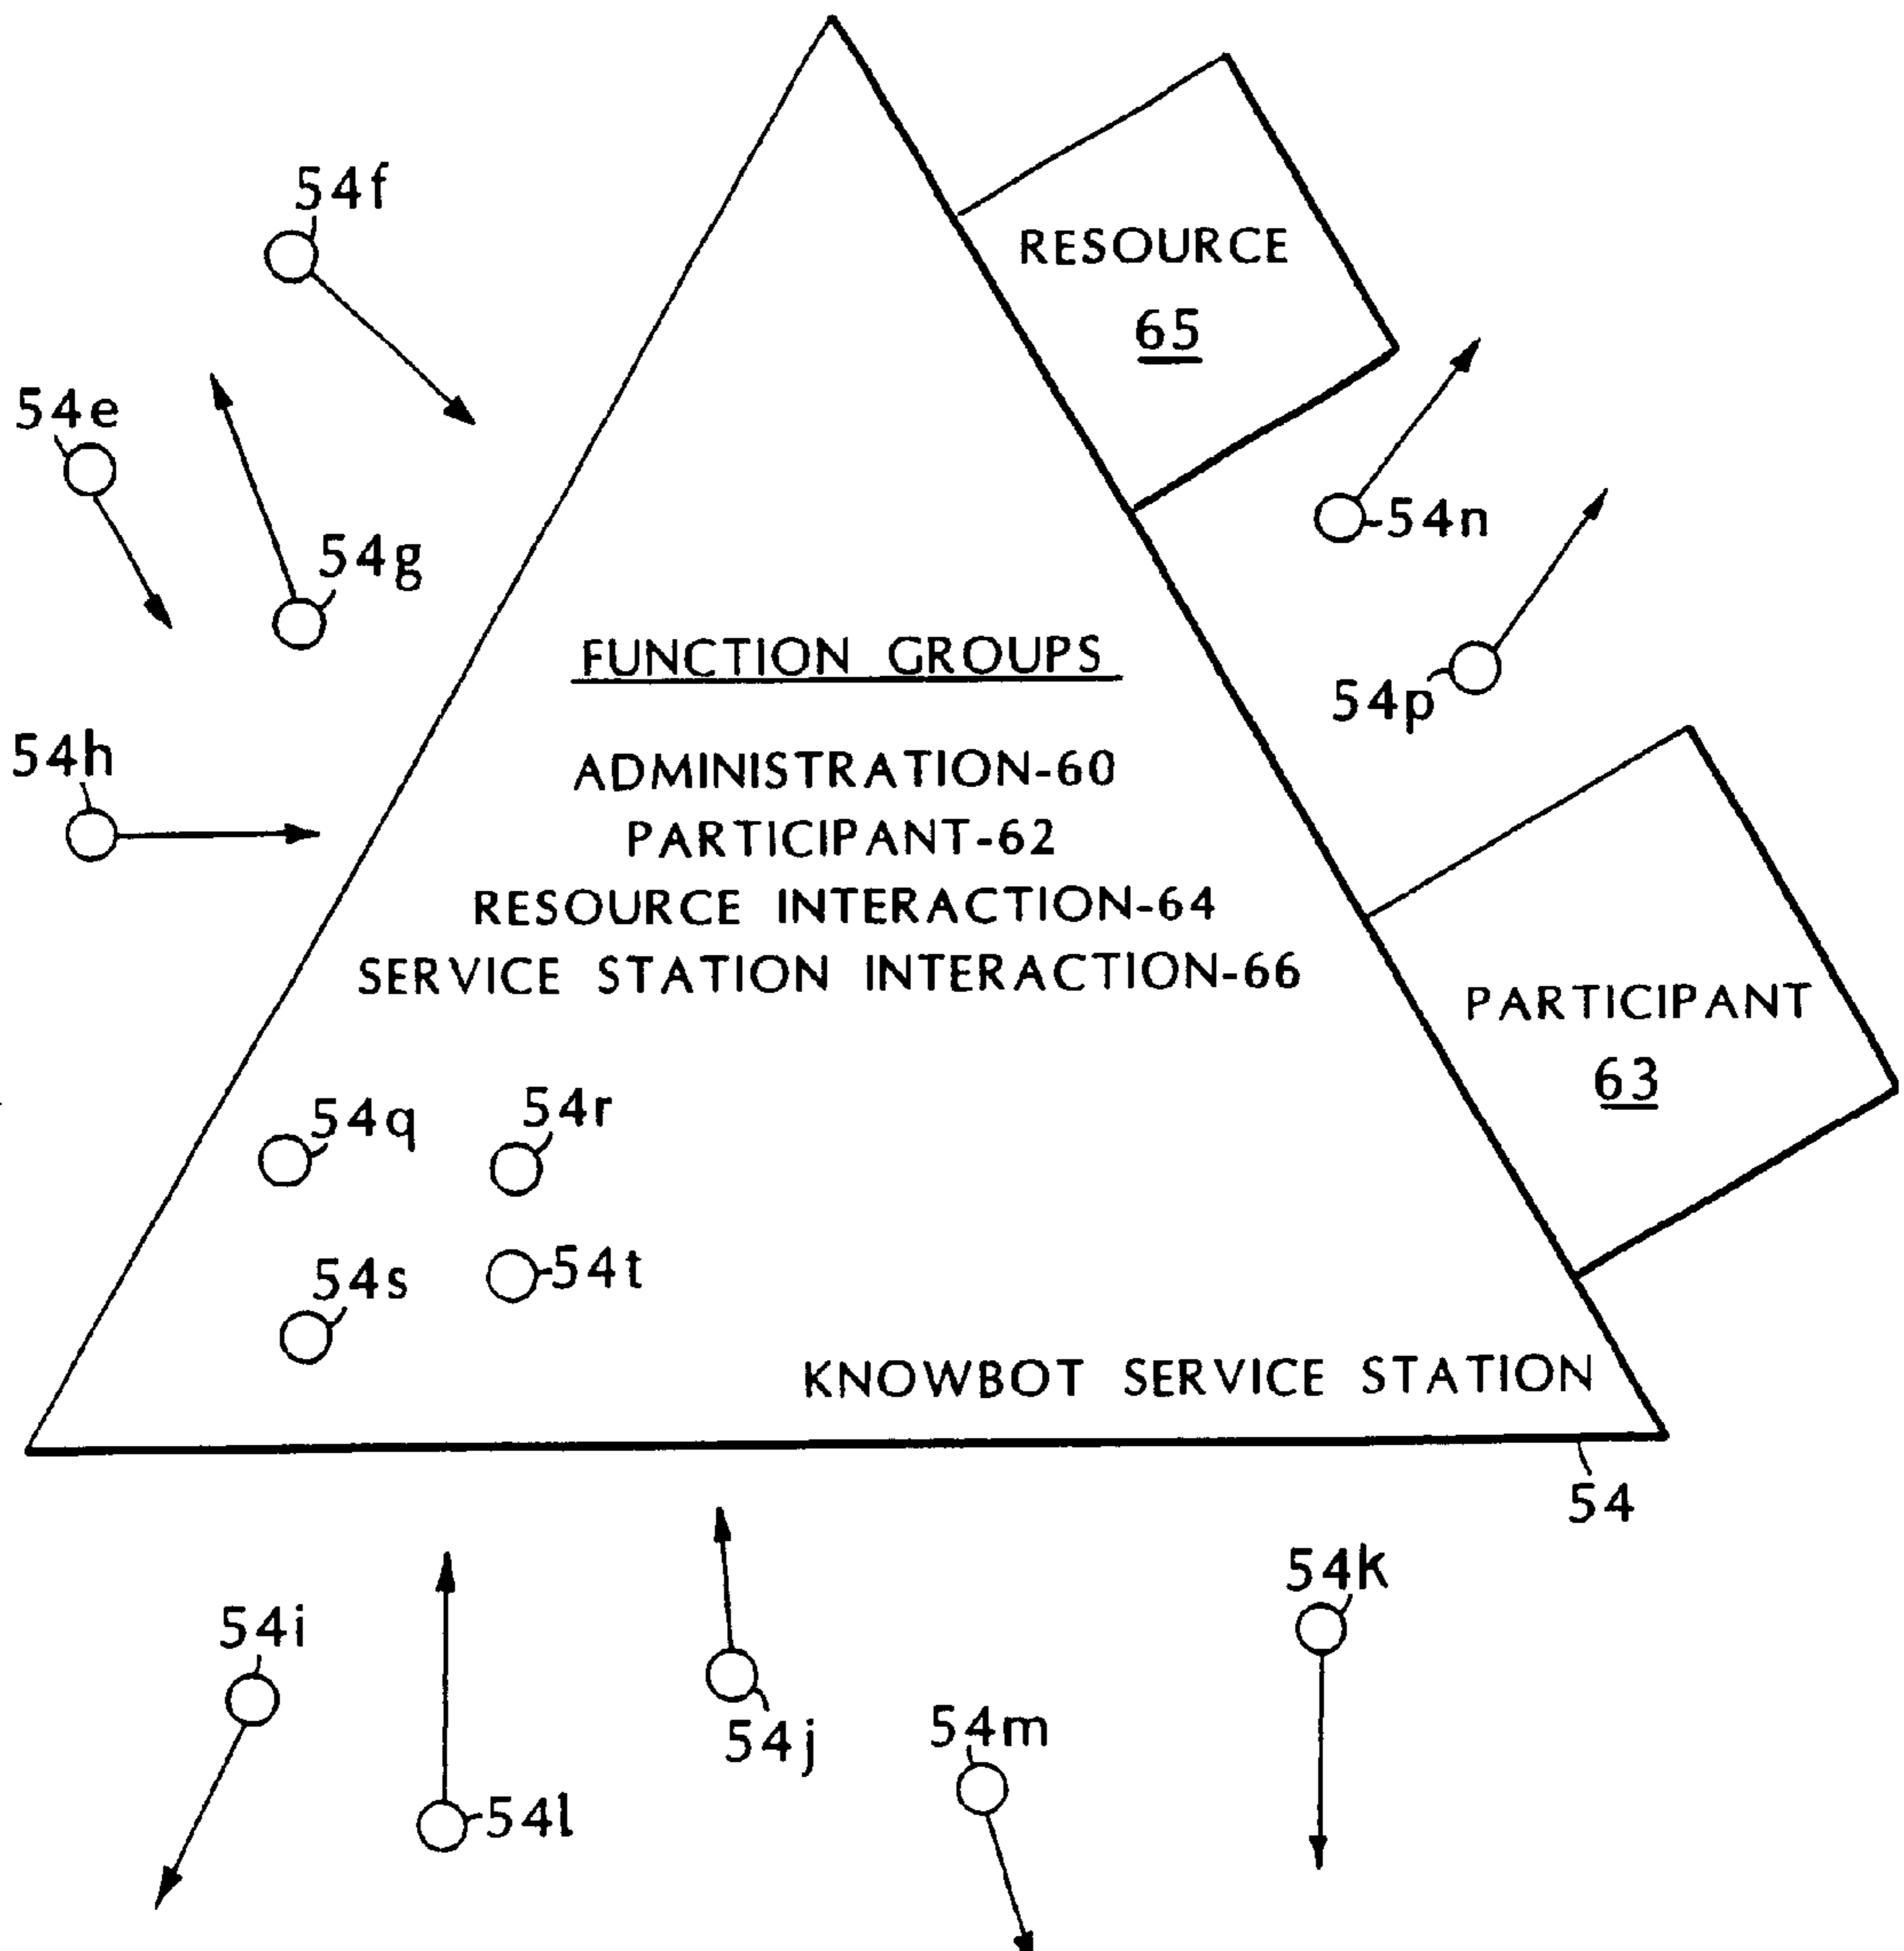 54f
RESOURCE
65
54e
54n
54g
FUNCTION GROUPS
54p
54h
ADMINISTRATION-60
PARTICIPANT-62
RESOURCE INTERACTION-64
SERVICE STATION INTERACTION-66
PARTICIPANT
63
54q
54r
54s
54t
KNOWBOT SERVICE STATION
54
54k
54i
54j
54m
54l